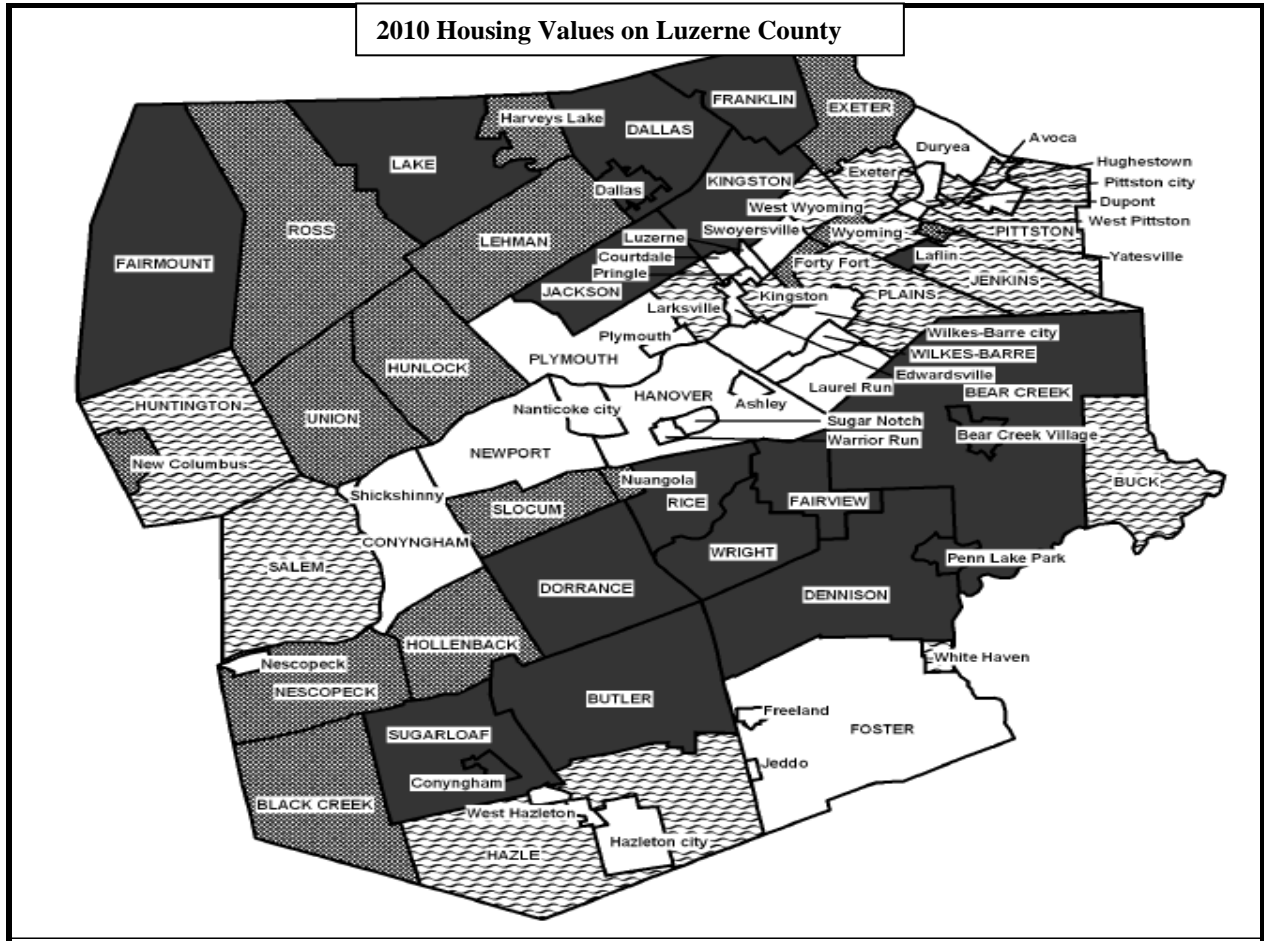 2010 Housing Values on Luzerne County
FRANKLIN
EXETER
Harveys Lake
DALLAS
Avoca
Duryea
LAKE
Hughestown
Exeter
KINGSTON
Pittston city
Dallas
Dupont
West Wyoming
West Pittston
ROSS
Swoyersville
Wyoming
PITTSTON
LEHMAN
Luzerne
Courtdale
Laflin
Yatesville
FAIRMOUNT
Forty Fort
Pringle
JENKINS
JACKSON
PLAINS
Kingston
Larksville
Wilkes-Barre city
Plymouth
WILKES-BARRE
PLYMOUTH
HUNLOCK
Edwardsville
Laurel Run
BEAR CREEK
HANOVER
HUNTINGTON
Ashley
Nanticoke city
UNION
Sugar Notch
Bear Creek Village
Warrior Run
NEWPORT
New Columbus
Nuangola
BUCK
Shickshinny
RICE
FAIRVIEW
SLOCUM
CONYNGHAM
WRIGHT
Penn Lake Park
SALEM
DORRANCE
DENNISON
HOLLENBACK
White Haven
Nescopeck
NESCOPECK
BUTLER
Freeland
FOSTER
SUGARLOAF
Jeddo
Conyngham
BLACK CREEK
West Hazleton
Hazleton city
HAZLE